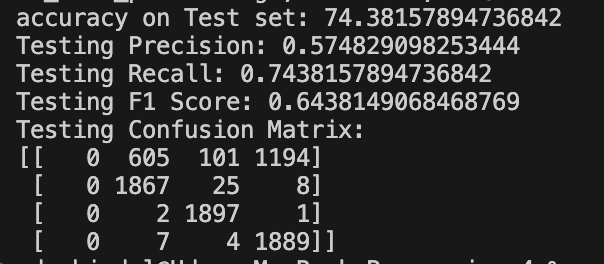 accuracy on Test set: 74.38157894736842
Testing Precision: 0.574829098253444
Testing Recall: 0.7438157894736842
Testing F1 Score: 0.6438149068468769
Testing Confusion Matrix:
[[   0  605  101 1194]
 [   0 1867   25    8]
 [   0    2 1897    1]
 [   0    7    4 1889]]